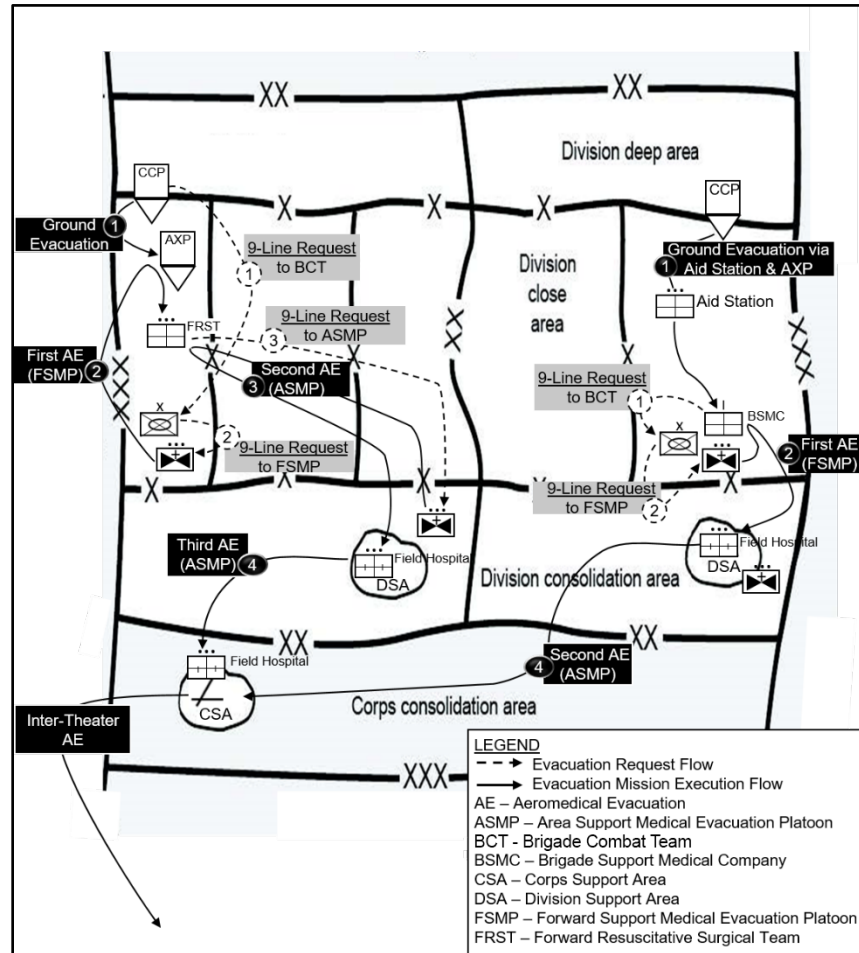 XX
XX
Division deep area
CCP
CCP
X
X
X
X
Ground
Evacuation
1
AXP
Ground Evacuation via
Aid Station & AXP
1
9-Line Request
to BCT
1
Division
close
area
Aid Station
9-Line Request
to ASMP
3
FRST
XX
XXX
XXX
X
X
X
First AE
(FSMP)
2
Second AE
(ASMP)
3
9-Line Request
to BCT
1
BSMC
X
X
2
9-Line Request
to FSMP
First AE
(FSMP)
2
9-Line Request
to FSMP
2
X
X
X
X
X
Third AE
(ASMP)
4
Field Hospital
DSA
Division consolidation area
Field Hospital
DSA
XX
XX
Field Hospital
CSA
Second AE
(ASMP)
4
Corps consolidation area
Inter-Theater
AE
XXX
LEGEND
Evacuation Request Flow
Evacuation Mission Execution Flow
AE – Aeromedical Evacuation
ASMP – Area Support Medical Evacuation Platoon
BCT - Brigade Combat Team
BSMC – Brigade Support Medical Company
CSA – Corps Support Area
DSA – Division Support Area
FSMP – Forward Support Medical Evacuation Platoon
FRST – Forward Resuscitative Surgical Team